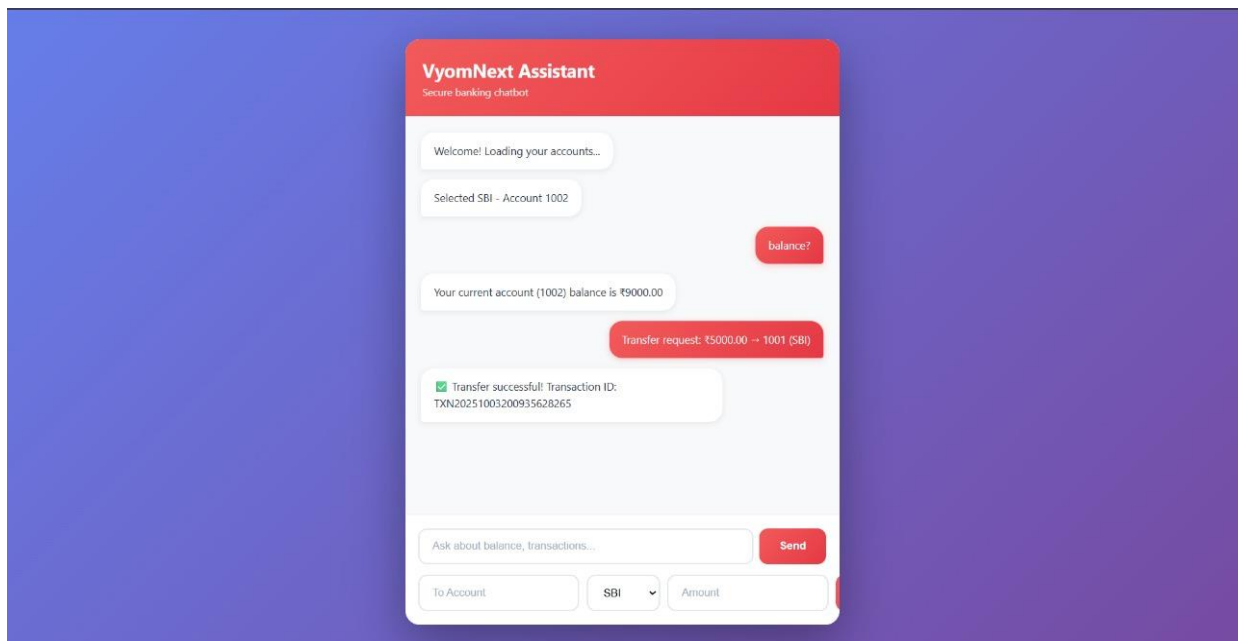 VyomNext Assistant
Secure banking chatbot
Welcome! Loading your accounts...
Selected SBI - Account 1002
balance?
Your current account (1002) balance is ₹9000.00
Transfer request: ₹5000.00 → 1001 (SBI)
✅ Transfer successful! Transaction ID:
TXN20251003200935628265
Ask about balance, transactions...
Send
To Account
SBI
Amount